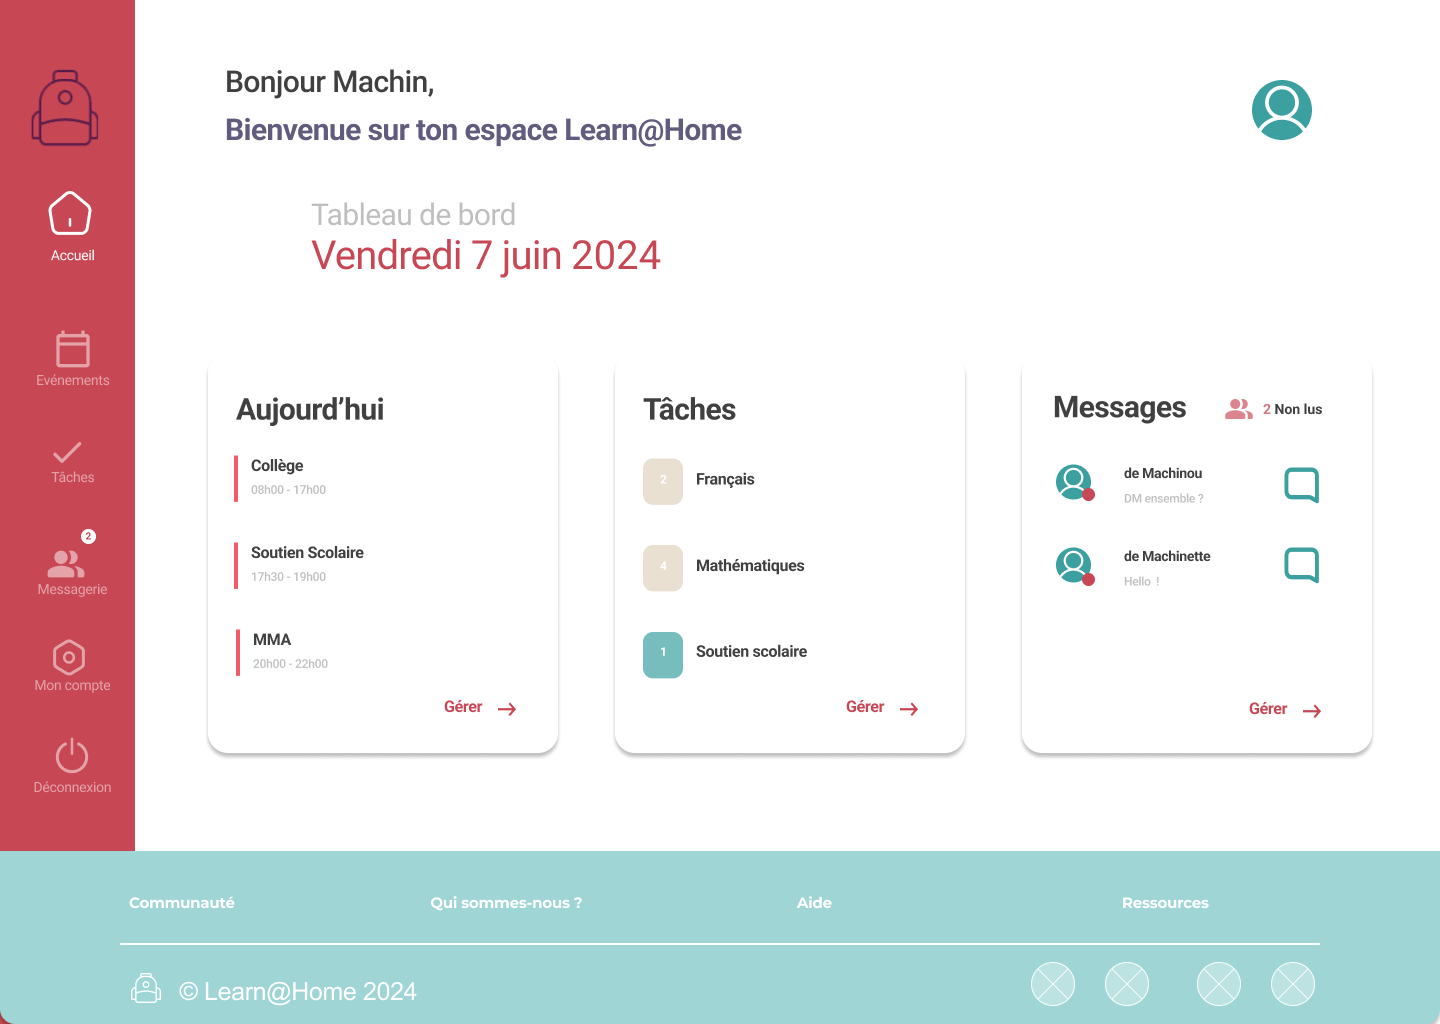 Bonjour Machin,
Bienvenue sur ton espace Learn@Home
Tableau de bord
Vendredi 7 juin 2024
Accueil
Evénements
Tâches
2
Messagerie
Mon compte
Déconnexion
Aujourd’hui
Collège
08h00 - 17h00
Soutien Scolaire
17h30 - 19h00
MMA
20h00 - 22h00
Gérer
Tâches
2 Français
4 Mathématiques
1 Soutien scolaire
Gérer
Messages 2 Non lus
de Machinou
DM ensemble ?
de Machinette
Hello !
Gérer
Communauté Qui sommes-nous ? Aide Ressources
© Learn@Home 2024